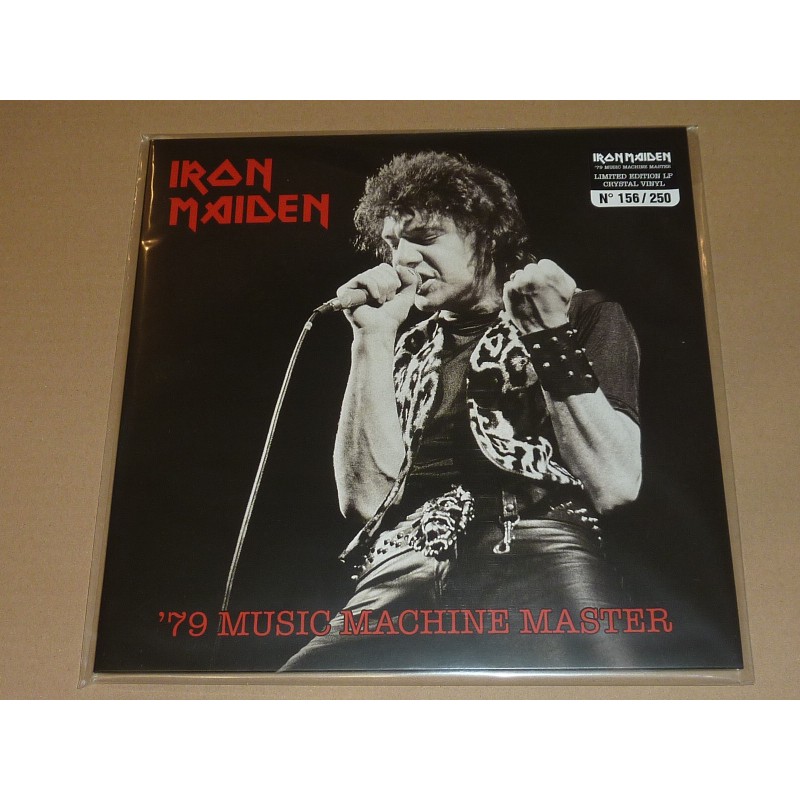 IRON
MAIDEN
IRON MAIDEN
'79 MUSIC MACHINE MASTER
LIMITED EDITION LP
CRYSTAL VINYL
N° 156 / 250
'79 MUSIC MACHINE MASTER